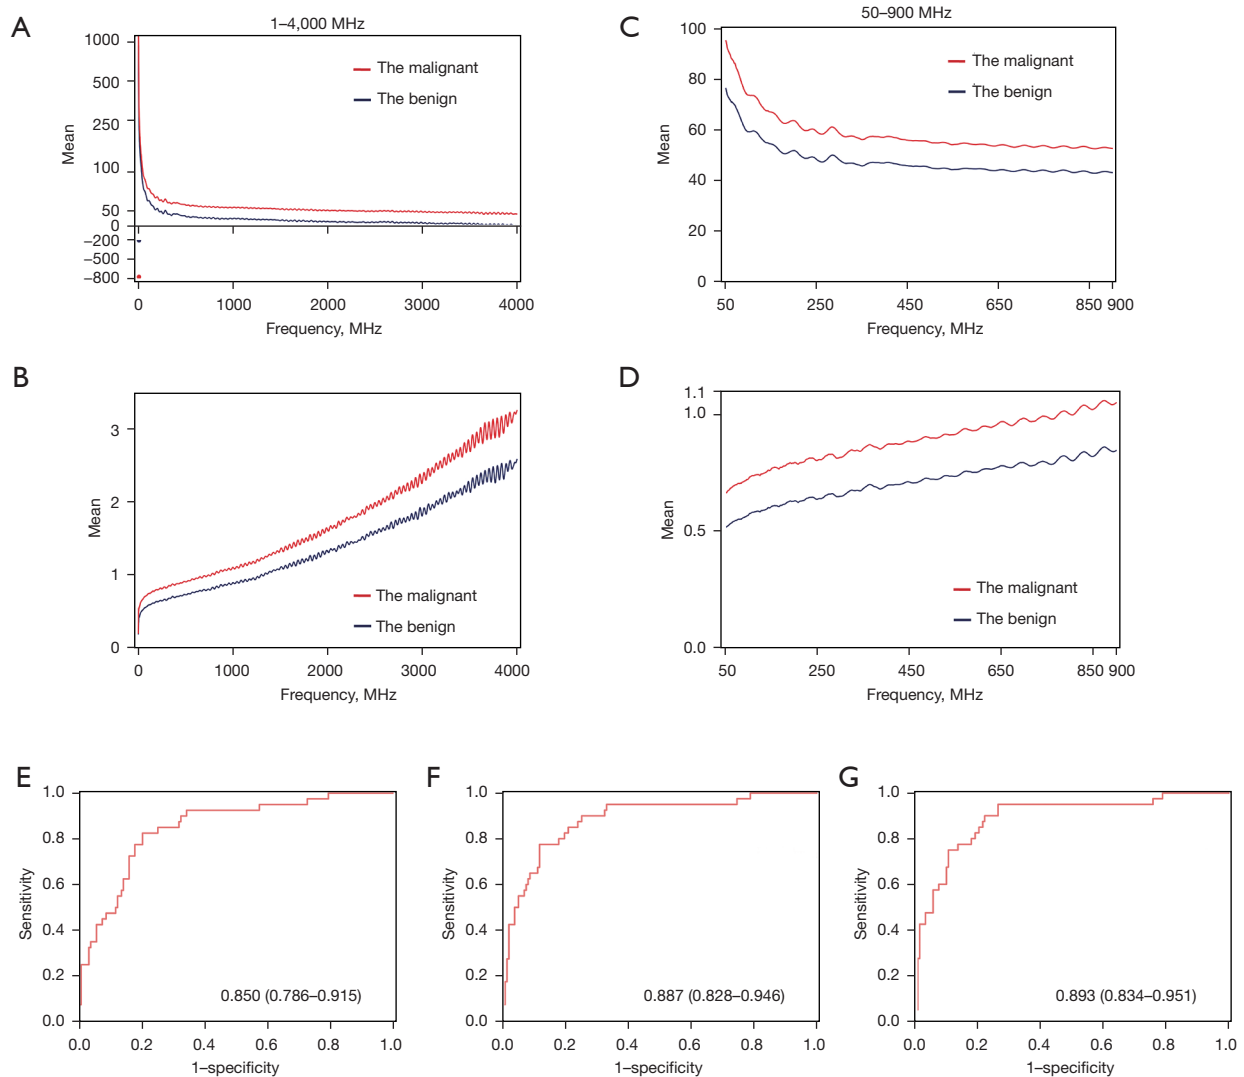 A
1–4,000 MHz
1000
500
250
100
50
0
–200
–500
–800
Mean
The malignant
The benign
0
1000
2000
3000
4000
Frequency, MHz
C
50–900 MHz
100
80
60
40
20
0
Mean
The malignant
The benign
50
250
450
650
850 900
Frequency, MHz
B
3
2
1
0
Mean
The malignant
The benign
0
1000
2000
3000
4000
Frequency, MHz
D
1.1
1.0
0.5
0.0
Mean
The malignant
The benign
50
250
450
650
850 900
Frequency, MHz
E
1.0
0.8
0.6
0.4
0.2
0.0
Sensitivity
0.850 (0.786–0.915)
0.0
0.2
0.4
0.6
0.8
1.0
1–specificity
F
1.0
0.8
0.6
0.4
0.2
0.0
Sensitivity
0.887 (0.828–0.946)
0.0
0.2
0.4
0.6
0.8
1.0
1–specificity
G
1.0
0.8
0.6
0.4
0.2
0.0
Sensitivity
0.893 (0.834–0.951)
0.0
0.2
0.4
0.6
0.8
1.0
1–specificity